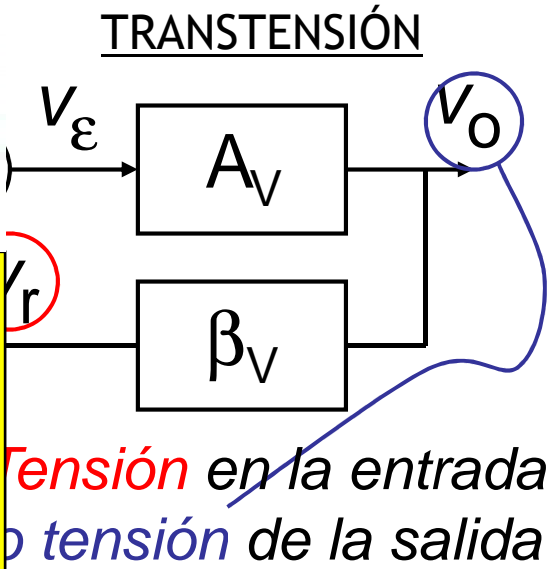 TRANSTENSIÓN
vε
vo
AV
vr
βV
Tensión en la entrada
o tensión de la salida